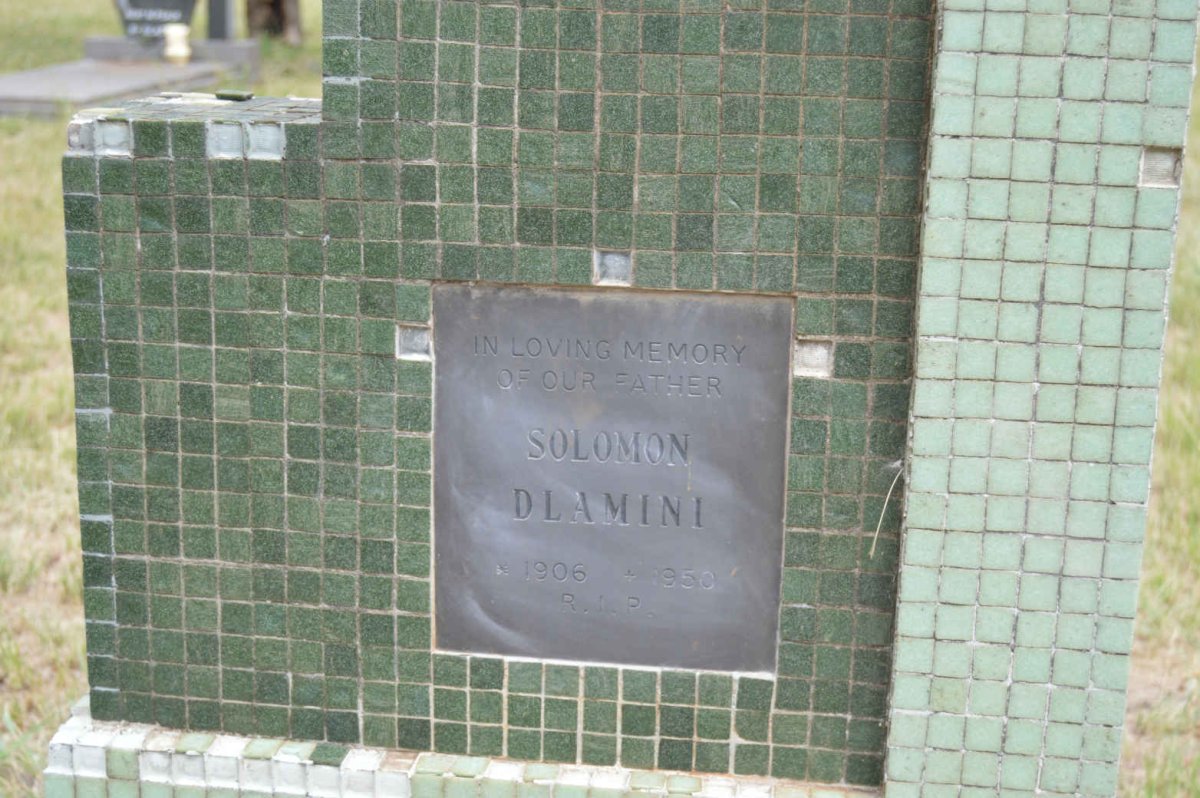 IN LOVING MEMORY
OF OUR FATHER
SOLOMON
DLAMINI
* 1906 + 1950
R.I.P.